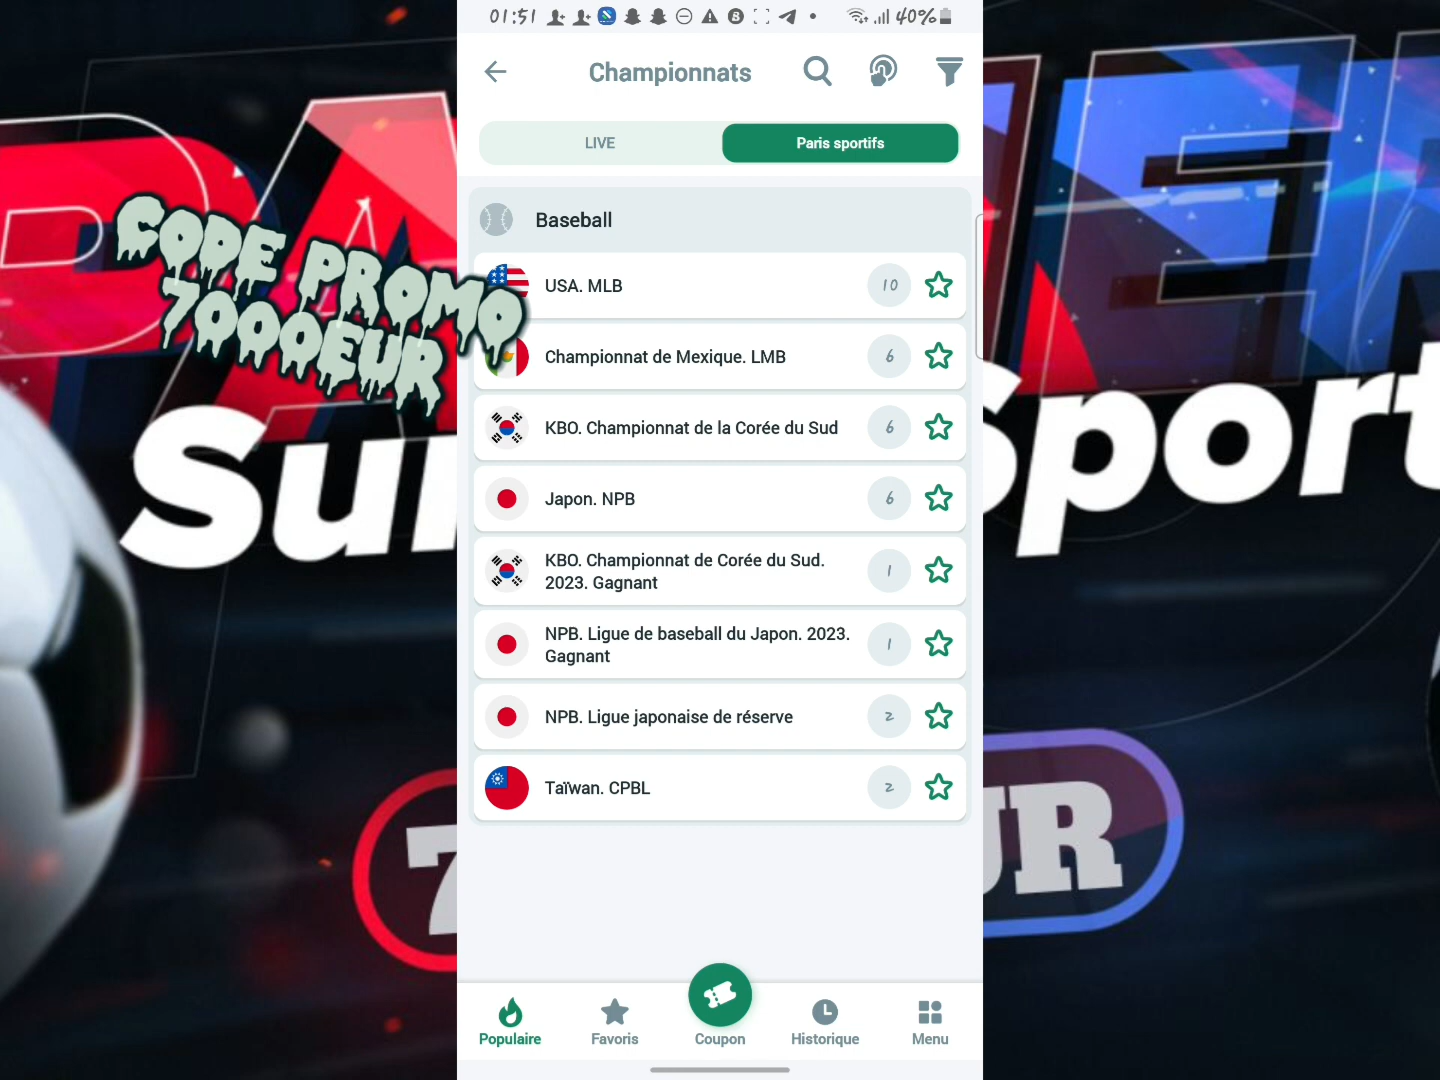 01:51
40%
Championnats
LIVE
Paris sportifs
Baseball
USA. MLB
10
Championnat de Mexique. LMB
6
KBO. Championnat de la Corée du Sud
6
Japon. NPB
6
KBO. Championnat de Corée du Sud.
2023. Gagnant
1
NPB. Ligue de baseball du Japon. 2023.
Gagnant
1
NPB. Ligue japonaise de réserve
2
Taïwan. CPBL
2
Populaire
Favoris
Coupon
Historique
Menu
CODE PROMO
7000EUR
Sur
Sport
7
UR